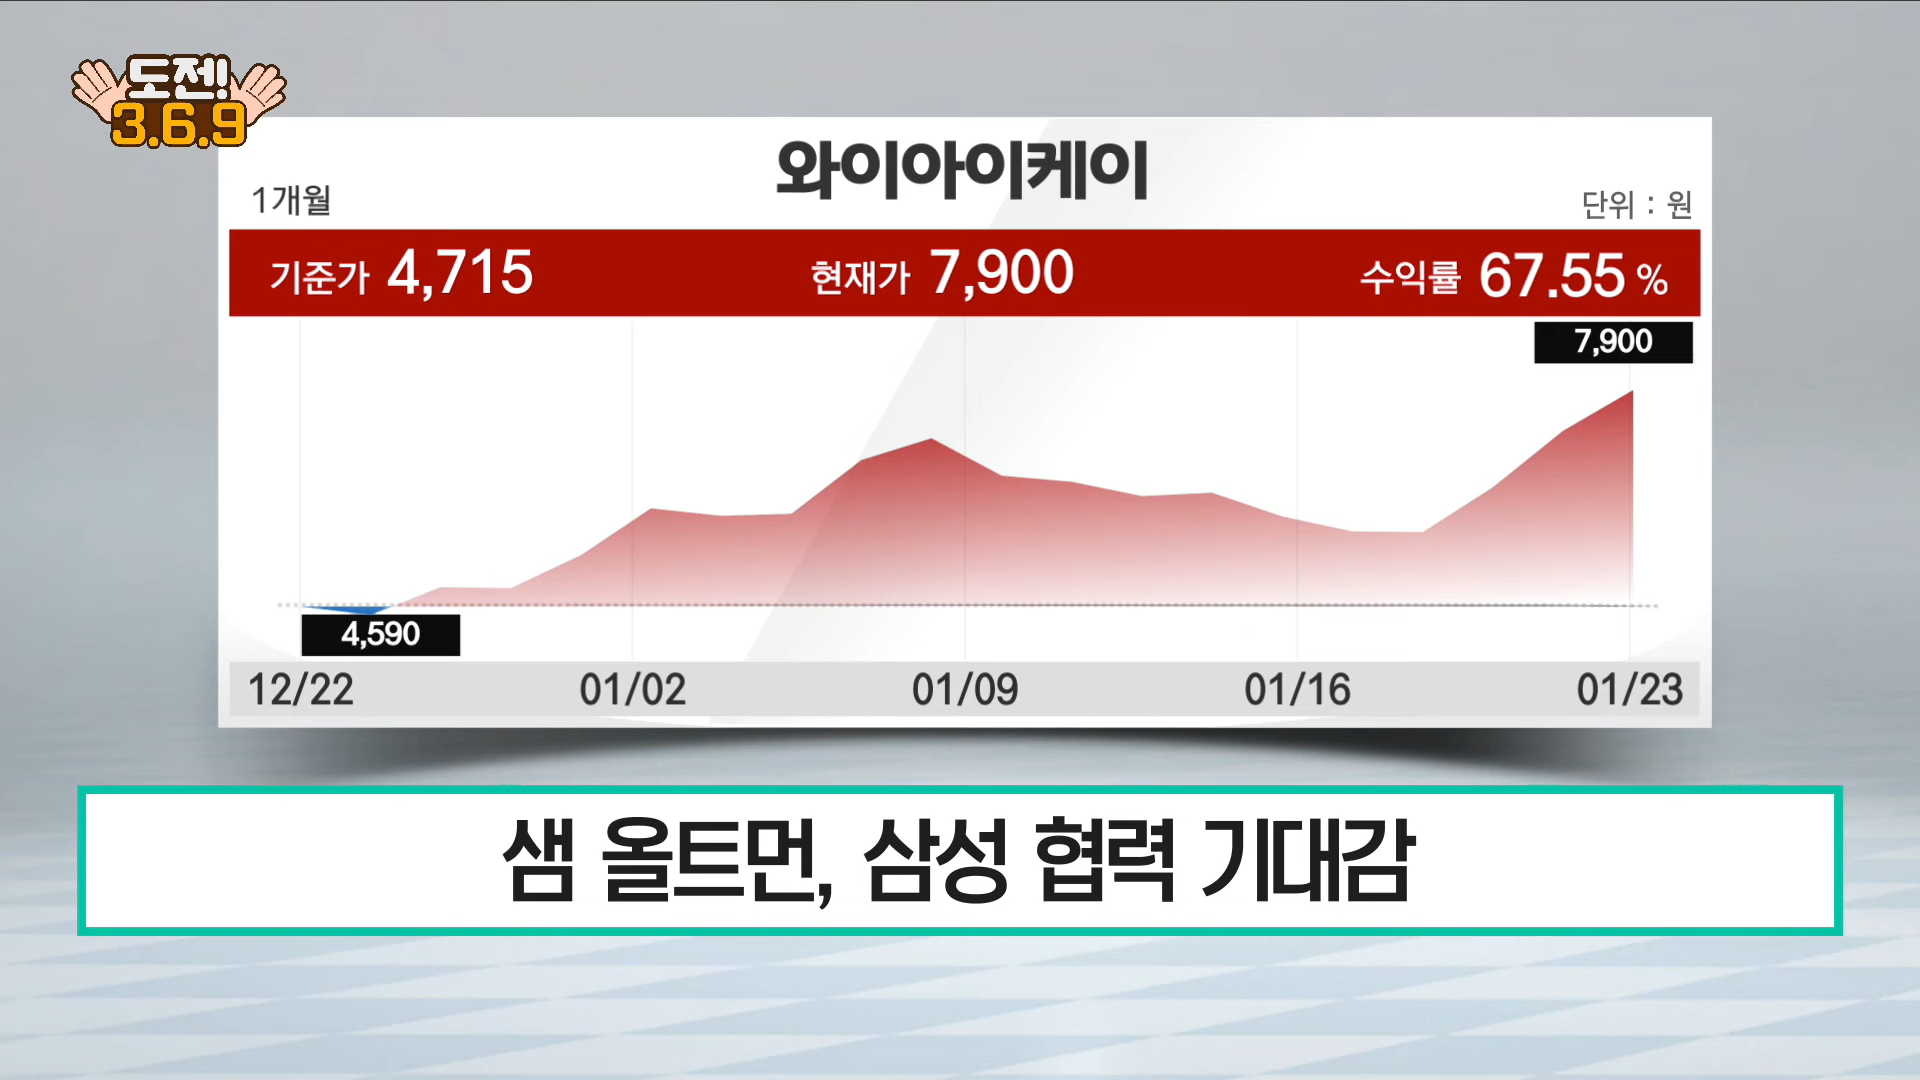 도전!
3.6.9
와이아이케이
1개월
단위 : 원
기준가 4,715 현재가 7,900 수익률 67.55 %
7,900
4,590
12/22 01/02 01/09 01/16 01/23
샘 올트먼, 삼성 협력 기대감